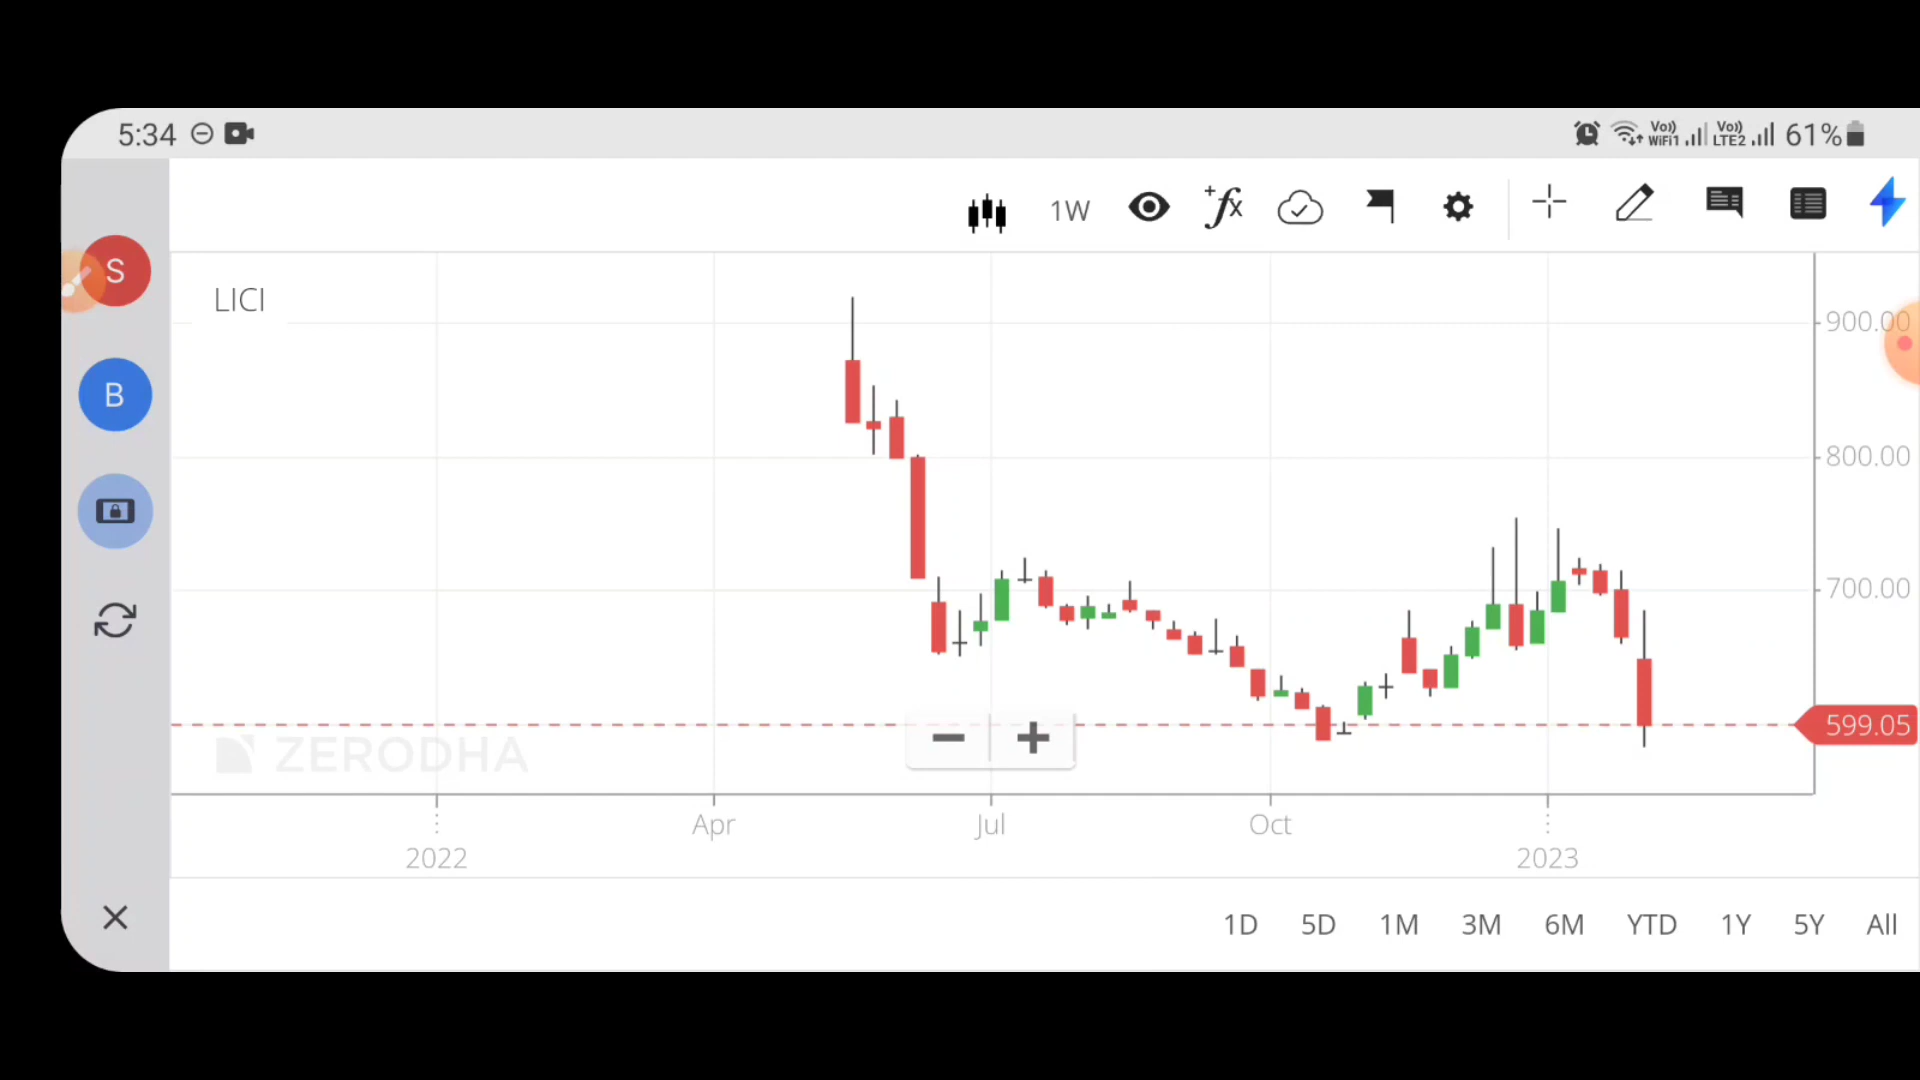 5:34 Vo)) WiFi1 Vo)) LTE2 61%
1W fx
S
LICI
900.00
B
800.00
700.00
599.05
ZERODHA
Apr Jul Oct
2022 2023
1D 5D 1M 3M 6M YTD 1Y 5Y All